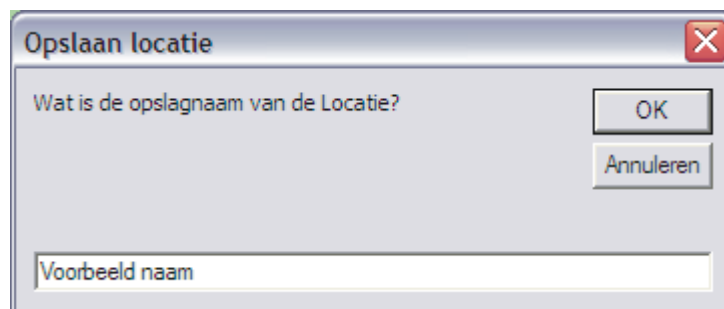 Opslaan locatie
Wat is de opslagnaam van de Locatie?
OK
Annuleren
Voorbeeld naam